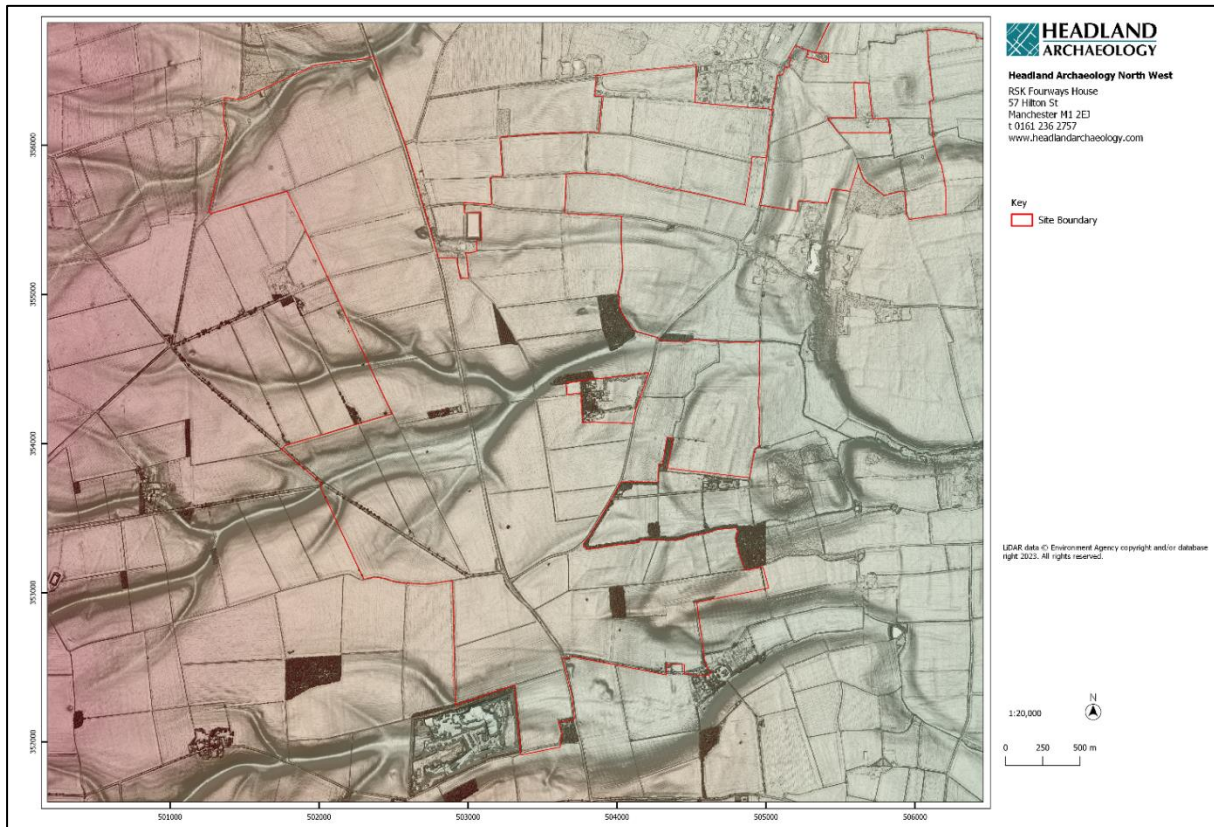 HEADLAND
ARCHAEOLOGY
Headland Archaeology North West
RSK Fourways House
57 Hilton St
Manchester M1 2EJ
t 0161 236 2757
www.headlandarchaeology.com
Key
Site Boundary
LiDAR data © Environment Agency copyright and/or database
right 2023. All rights reserved.
1:20,000
N
0 250 500 m
356000
355000
354000
353000
352000
501000 502000 503000 504000 505000 506000